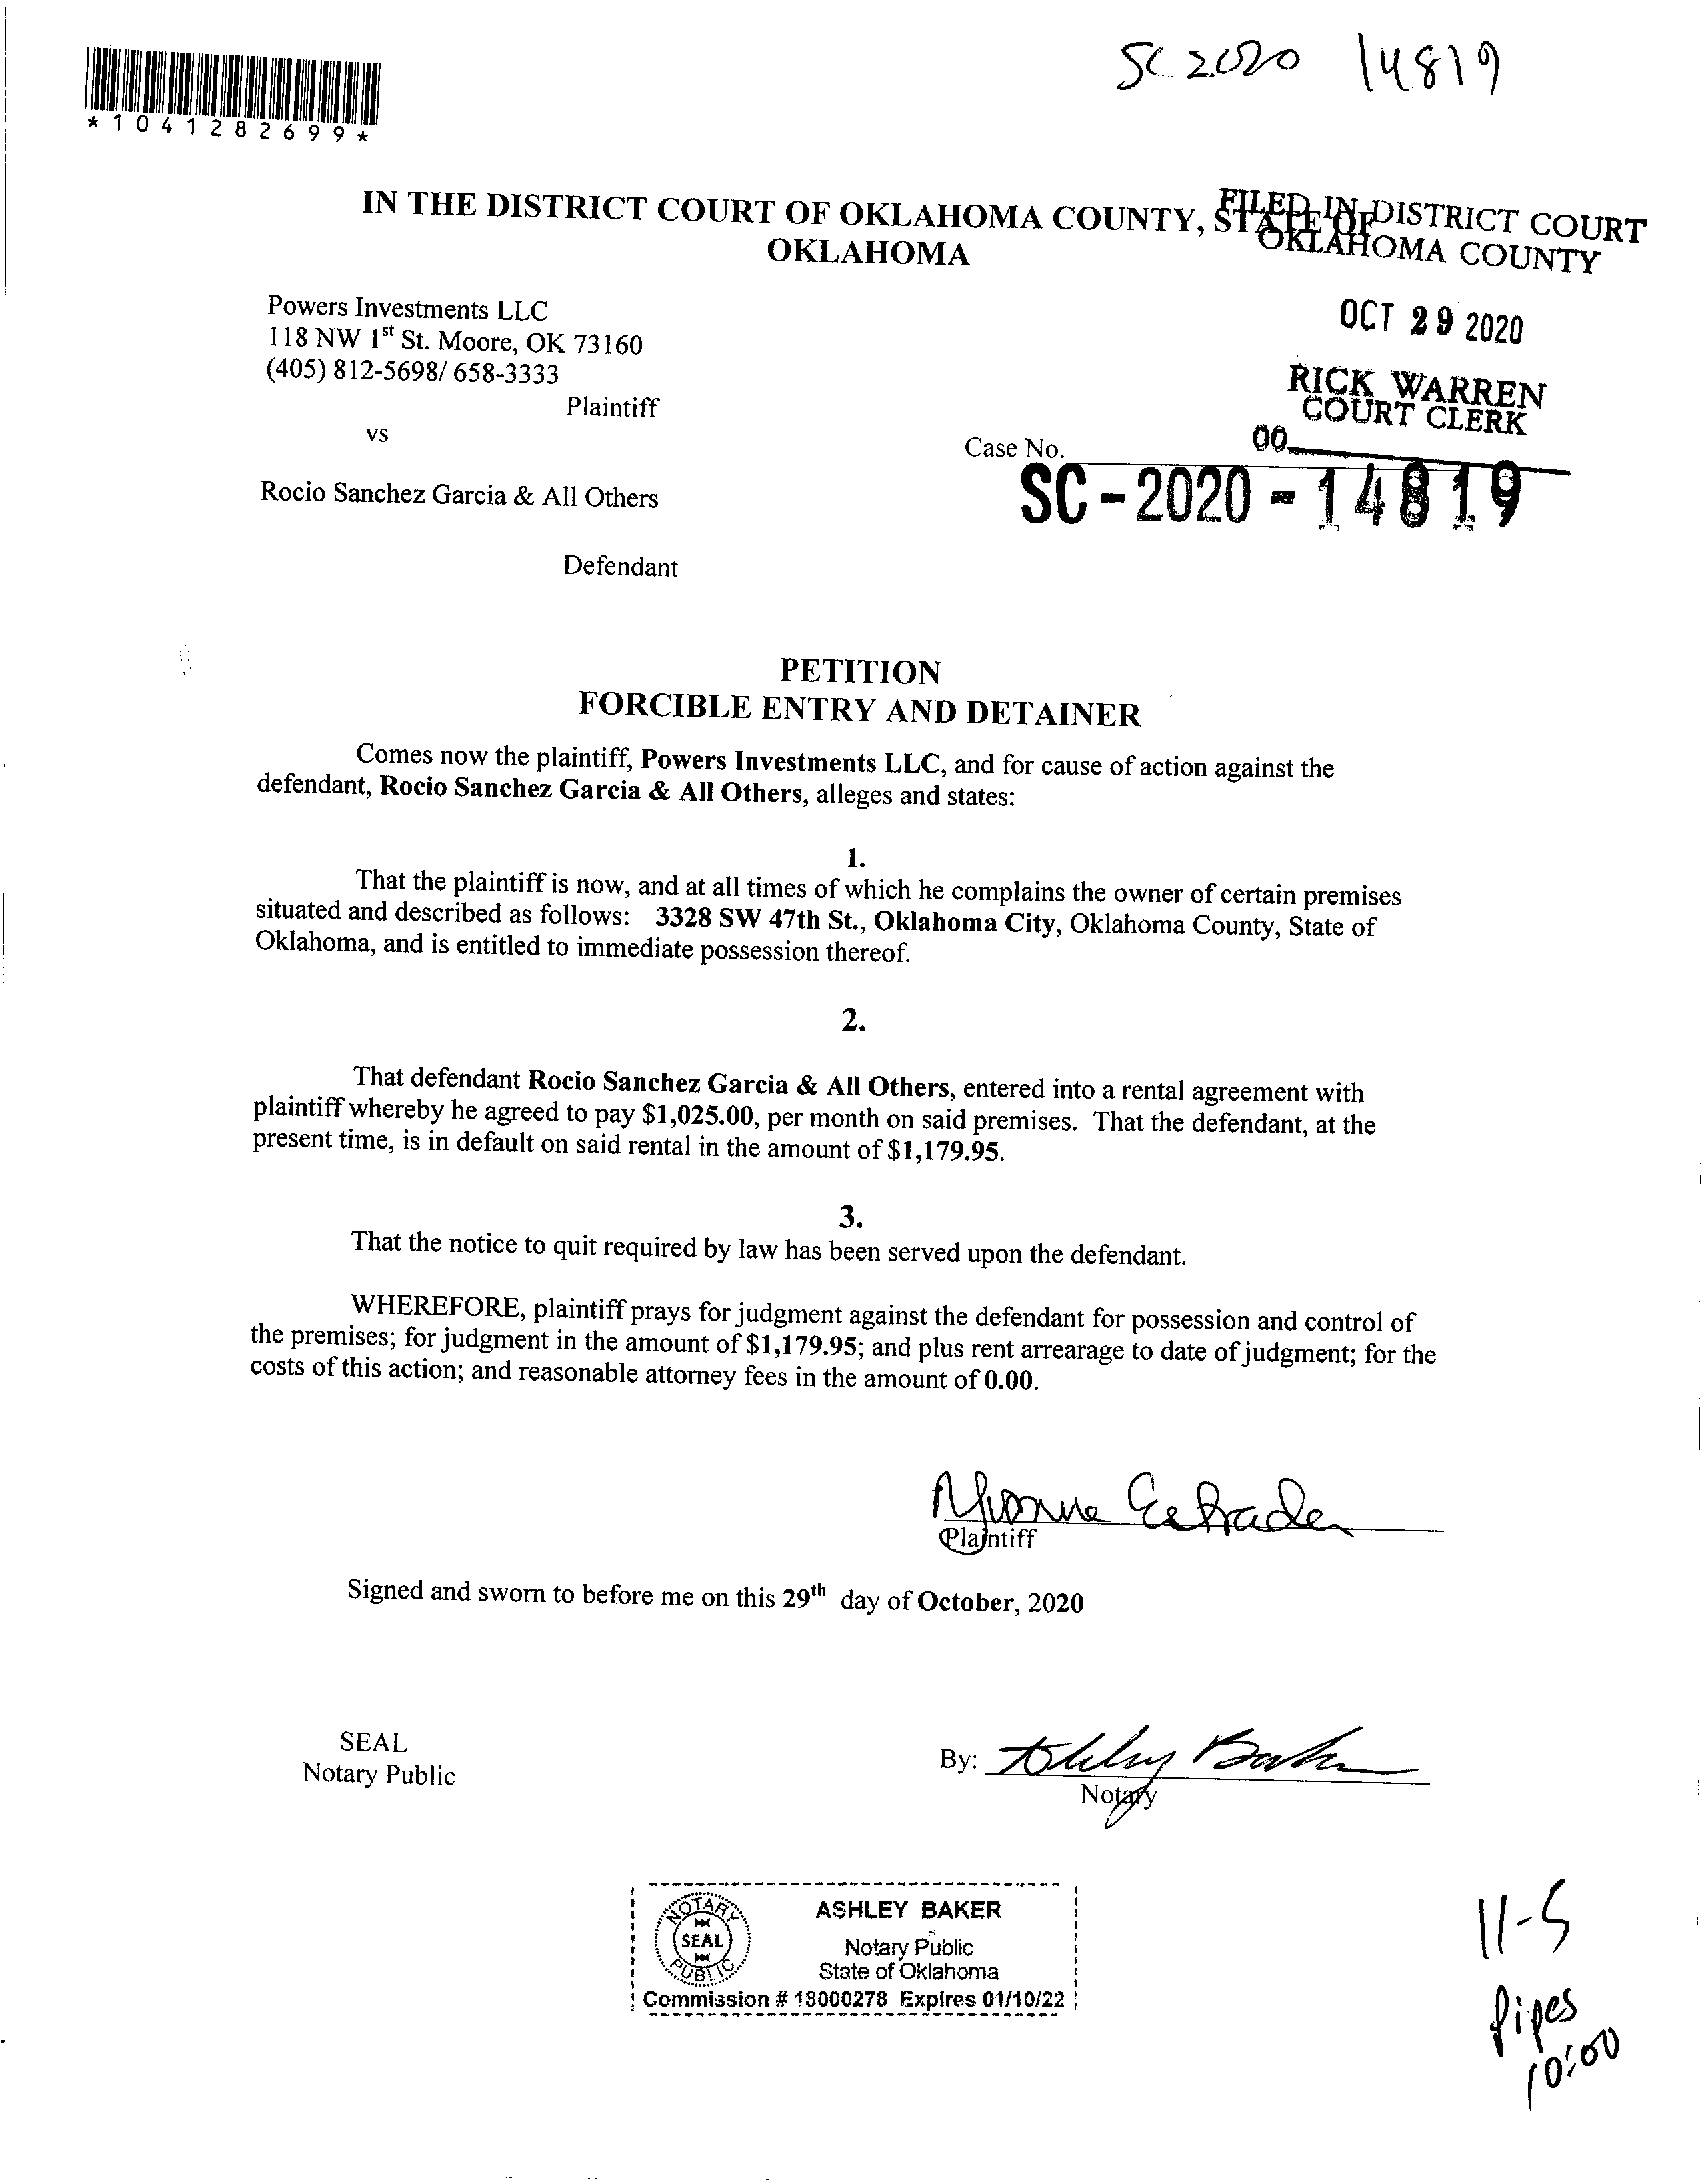 SC 2020 14819
*1041282699*
IN THE DISTRICT COURT OF OKLAHOMA COUNTY, STATE OF
OKLAHOMA
FILED IN DISTRICT COURT
OKLAHOMA COUNTY
OCT 29 2020
RICK WARREN
COURT CLERK
00
Powers Investments LLC
118 NW 1st St. Moore, OK 73160
(405) 812-5698/ 658-3333
Plaintiff
vs
Case No.
SC-2020-14819
Rocio Sanchez Garcia & All Others
Defendant
PETITION
FORCIBLE ENTRY AND DETAINER
Comes now the plaintiff, Powers Investments LLC, and for cause of action against the
defendant, Rocio Sanchez Garcia & All Others, alleges and states:
1.
That the plaintiff is now, and at all times of which he complains the owner of certain premises
situated and described as follows: 3328 SW 47th St., Oklahoma City, Oklahoma County, State of
Oklahoma, and is entitled to immediate possession thereof.
2.
That defendant Rocio Sanchez Garcia & All Others, entered into a rental agreement with
plaintiff whereby he agreed to pay $1,025.00, per month on said premises. That the defendant, at the
present time, is in default on said rental in the amount of $1,179.95.
3.
That the notice to quit required by law has been served upon the defendant.
WHEREFORE, plaintiff prays for judgment against the defendant for possession and control of
the premises; for judgment in the amount of $1,179.95; and plus rent arrearage to date of judgment; for the
costs of this action; and reasonable attorney fees in the amount of 0.00.
Yvonne Estrada
Plaintiff
Signed and sworn to before me on this 29th day of October, 2020
SEAL
Notary Public
By: Ashley Baker
Notary
NOTARY
SEAL
PUBLIC
ASHLEY BAKER
Notary Public
State of Oklahoma
Commission # 18000278 Expires 01/10/22
11-5
Pipes
10:00